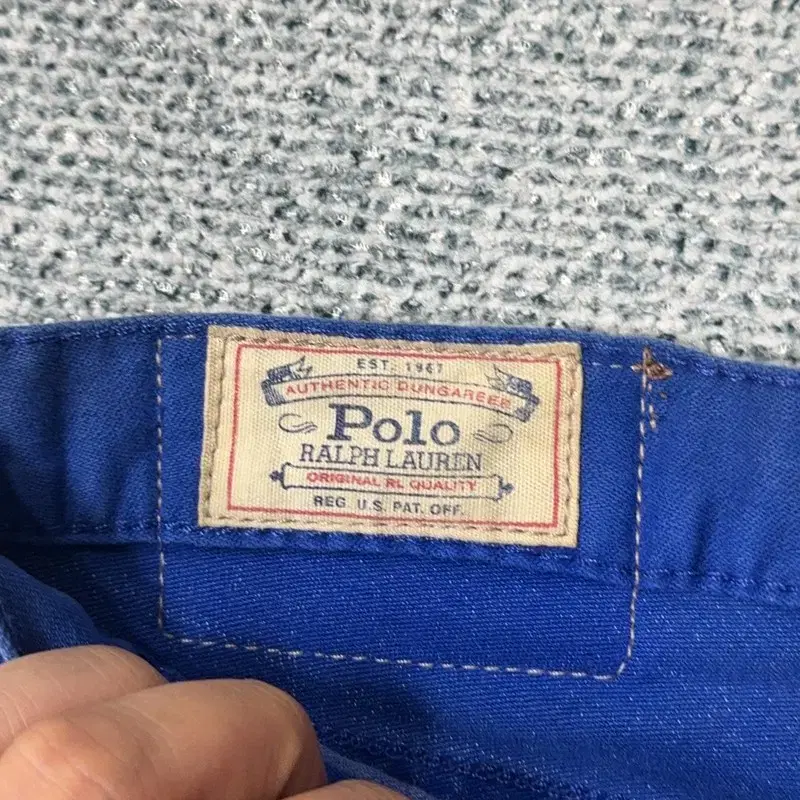 EST. 1967
AUTHENTIC DUNGAREES
Polo
RALPH LAUREN
ORIGINAL RL QUALITY
REG. U.S. PAT. OFF.